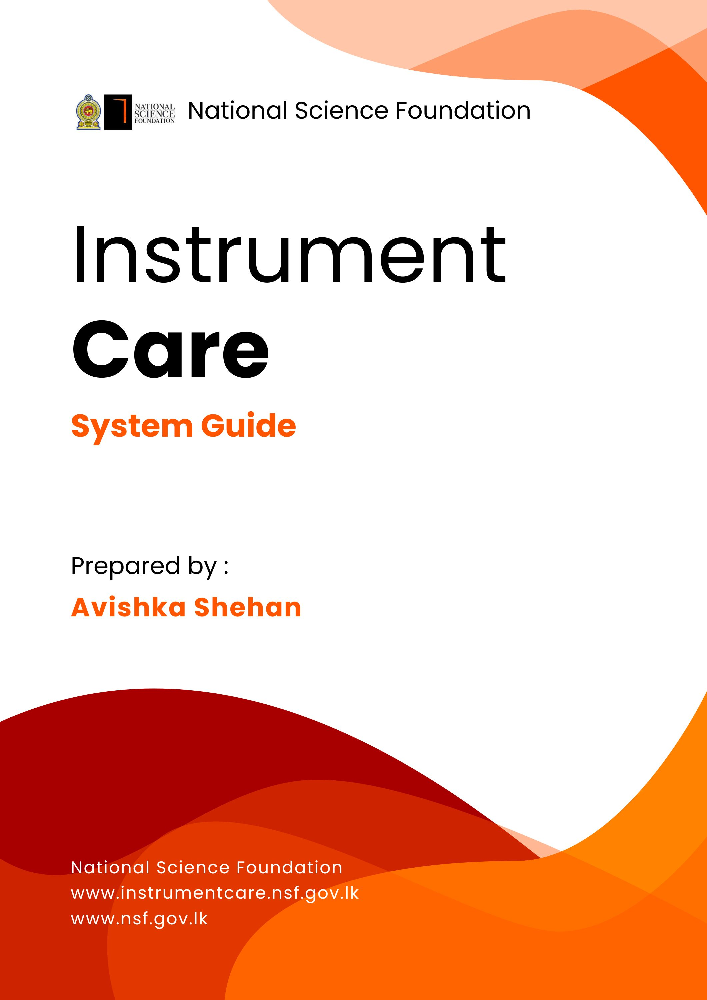 NATIONAL
SCIENCE
FOUNDATION
National Science Foundation
Instrument
Care
System Guide
Prepared by :
Avishka Shehan
National Science Foundation
www.instrumentcare.nsf.gov.lk
www.nsf.gov.lk